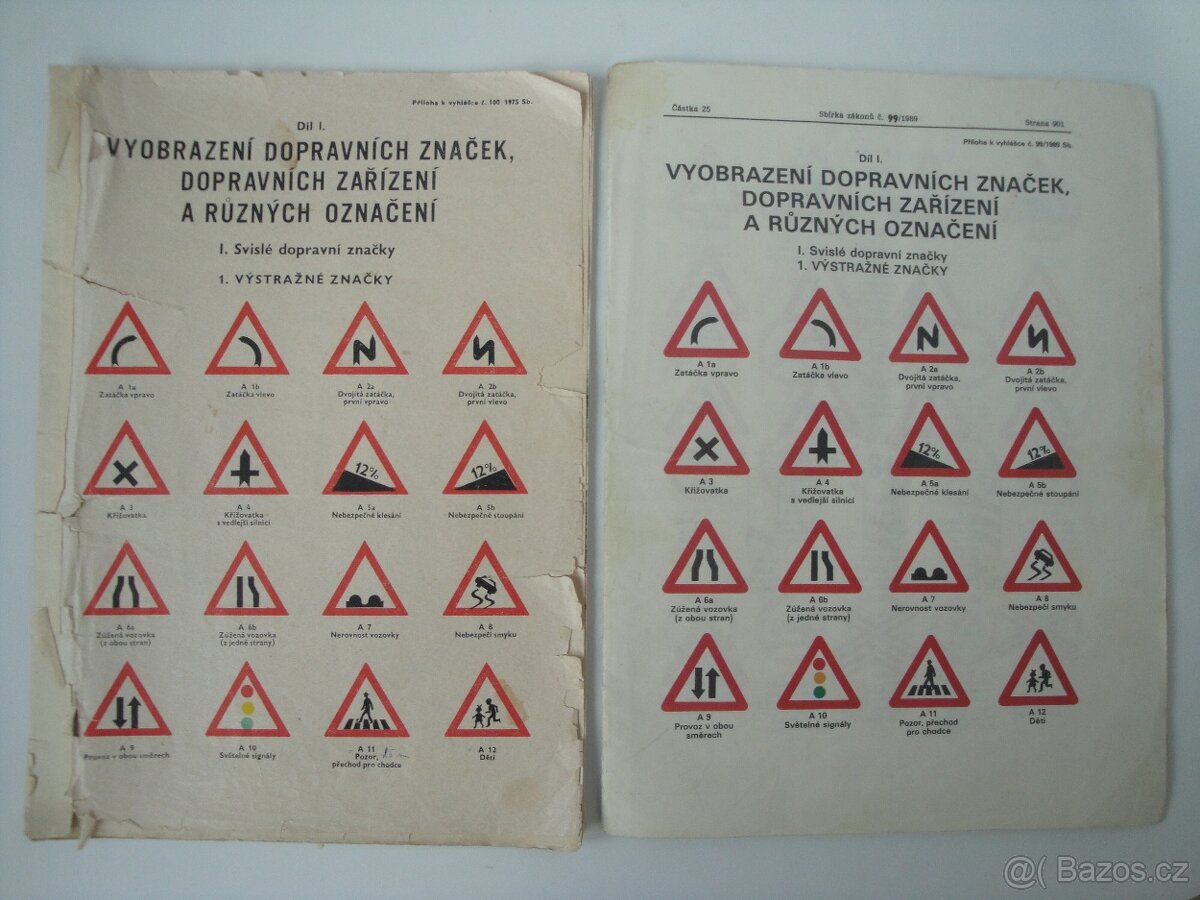 Příloha k vyhlášce č. 100 1975 Sb.
Díl I.
VYOBRAZENÍ DOPRAVNÍCH ZNAČEK,
DOPRAVNÍCH ZAŘÍZENÍ
A RŮZNÝCH OZNAČENÍ
I. Svislé dopravní značky
1. VÝSTRAŽNÉ ZNAČKY
A 1a
Zatáčka vpravo
A 1b
Zatáčka vlevo
A 2a
Dvojitá zatáčka,
první vpravo
A 2b
Dvojitá zatáčka,
první vlevo
12%
12%
A 3
Křižovatka
A 4
Křižovatka
s vedlejší silnicí
A 5a
Nebezpečné klesání
A 5b
Nebezpečné stoupání
A 6a
Zúžená vozovka
(z obou stran)
A 6b
Zúžená vozovka
(z jedné strany)
A 7
Nerovnost vozovky
A 8
Nebezpečí smyku
A 9
Provoz v obou směrech
A 10
Světelné signály
A 11
Pozor,
přechod pro chodce
A 12
Děti
Částka 25
Sbírka zákonů č. 99/1989
Strana 901
Příloha k vyhlášce č. 99/1989 Sb.
Díl I.
VYOBRAZENÍ DOPRAVNÍCH ZNAČEK,
DOPRAVNÍCH ZAŘÍZENÍ
A RŮZNÝCH OZNAČENÍ
I. Svislé dopravní značky
1. VÝSTRAŽNÉ ZNAČKY
A 1a
Zatáčka vpravo
A 1b
Zatáčka vlevo
A 2a
Dvojitá zatáčka,
první vpravo
A 2b
Dvojitá zatáčka,
první vlevo
12%
12%
A 3
Křižovatka
A 4
Křižovatka
s vedlejší silnicí
A 5a
Nebezpečné klesání
A 5b
Nebezpečné stoupání
A 6a
Zúžená vozovka
(z obou stran)
A 6b
Zúžená vozovka
(z jedné strany)
A 7
Nerovnost vozovky
A 8
Nebezpečí smyku
A 9
Provoz v obou
směrech
A 10
Světelné signály
A 11
Pozor, přechod
pro chodce
A 12
Děti
@( Bazos.cz